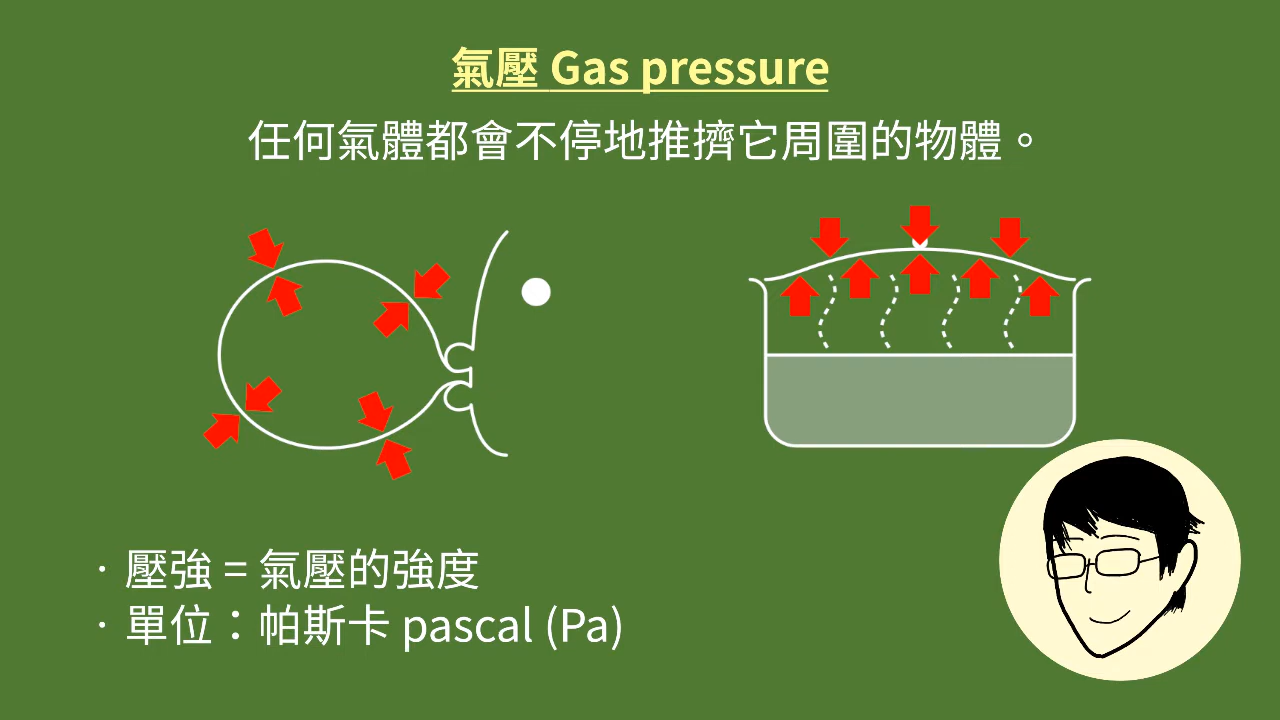 氣壓 Gas pressure
任何氣體都會不停地推擠它周圍的物體。
· 壓強 = 氣壓的強度
· 單位：帕斯卡 pascal (Pa)